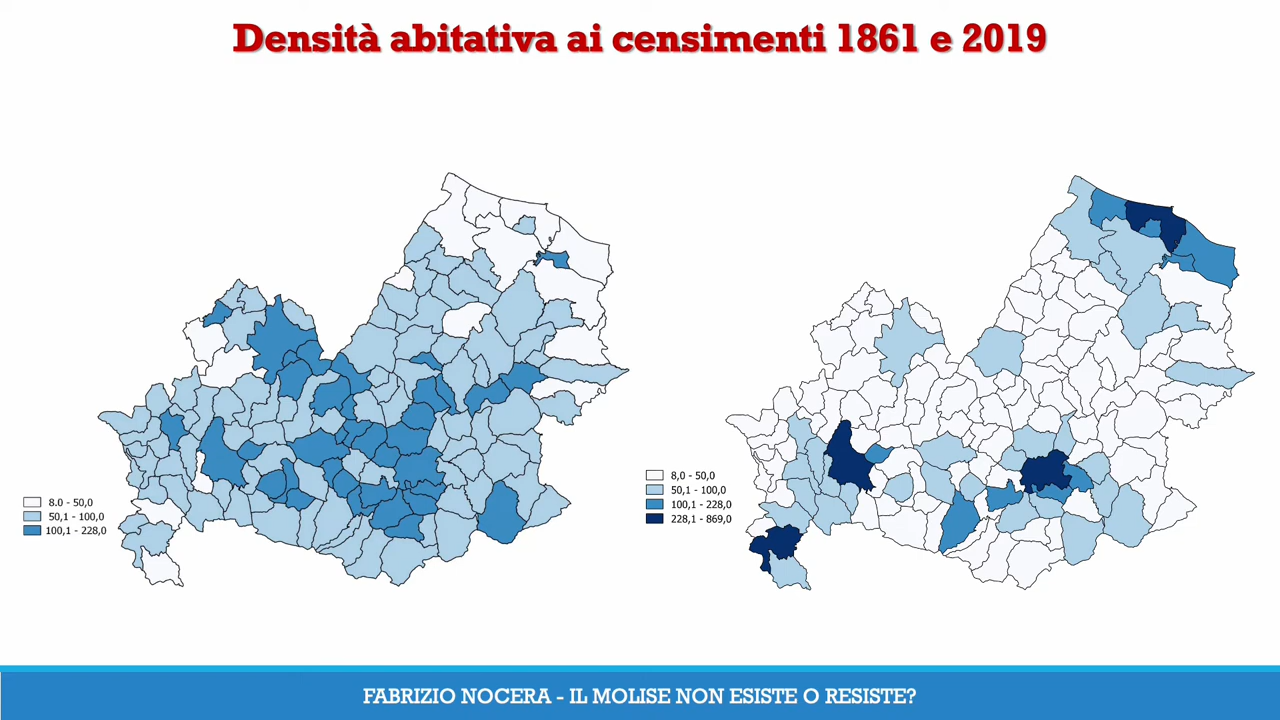 Densità abitativa ai censimenti 1861 e 2019
8.0 - 50,0
50,1 - 100,0
100,1 - 228,0
8,0 - 50,0
50,1 - 100,0
100,1 - 228,0
228,1 - 869,0
FABRIZIO NOCERA - IL MOLISE NON ESISTE O RESISTE?